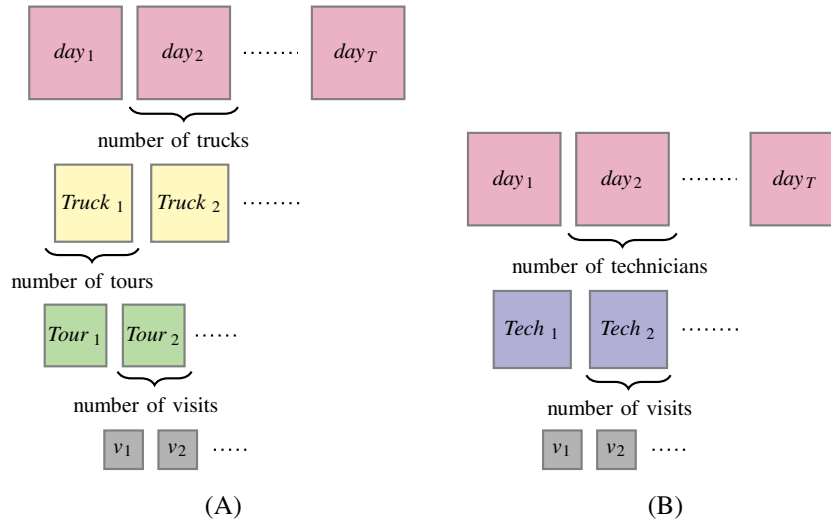 day1 day2 ········ dayT
number of trucks
Truck 1 Truck 2 ········
number of tours
Tour 1 Tour 2 ······
number of visits
v1 v2 ·····
(A)
day1 day2 ········ dayT
number of technicians
Tech 1 Tech 2 ········
number of visits
v1 v2 ·····
(B)